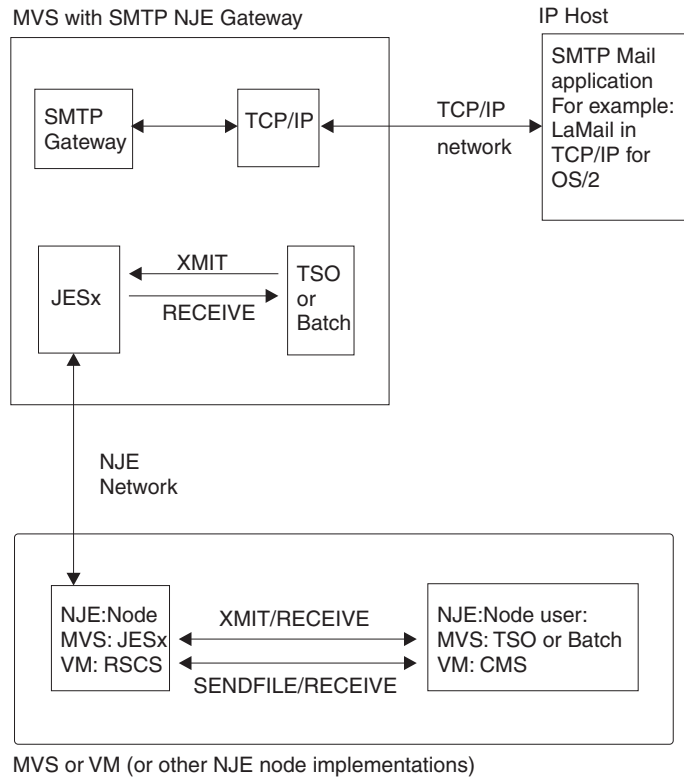 MVS with SMTP NJE Gateway
IP Host
SMTP
Gateway
TCP/IP
TCP/IP
network
SMTP Mail
application
For example:
LaMail in
TCP/IP for
OS/2
JESx
XMIT
RECEIVE
TSO
or
Batch
NJE
Network
NJE:Node
MVS: JESx
VM: RSCS
XMIT/RECEIVE
SENDFILE/RECEIVE
NJE:Node user:
MVS: TSO or Batch
VM: CMS
MVS or VM (or other NJE node implementations)